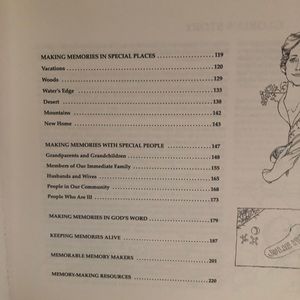 MAKING MEMORIES IN SPECIAL PLACES 119
Vacations 120
Woods 129
Water's Edge 133
Desert 138
Mountains 142
New Home 143
MAKING MEMORIES WITH SPECIAL PEOPLE 147
Grandparents and Grandchildren 148
Members of Our Immediate Family 155
Husbands and Wives 165
People in Our Community 168
People Who Are Ill 173
MAKING MEMORIES IN GOD'S WORD 179
KEEPING MEMORIES ALIVE 187
MEMORABLE MEMORY MAKERS 201
MEMORY-MAKING RESOURCES 220